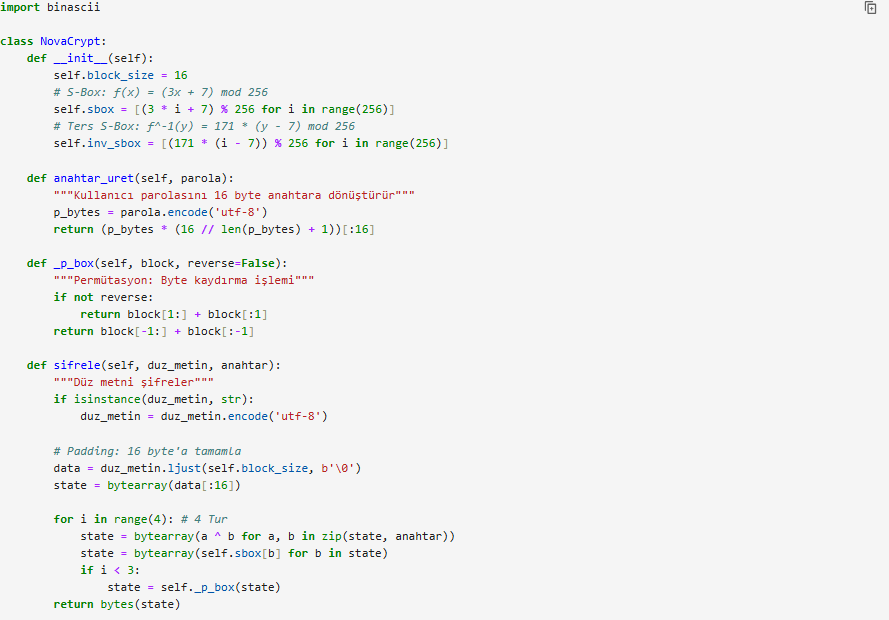 import binascii

class NovaCrypt:
    def __init__(self):
        self.block_size = 16
        # S-Box: f(x) = (3x + 7) mod 256
        self.sbox = [(3 * i + 7) % 256 for i in range(256)]
        # Ters S-Box: f^-1(y) = 171 * (y - 7) mod 256
        self.inv_sbox = [(171 * (i - 7)) % 256 for i in range(256)]

    def anahtar_uret(self, parola):
        """Kullanıcı parolasını 16 byte anahtara dönüştürür"""
        p_bytes = parola.encode('utf-8')
        return (p_bytes * (16 // len(p_bytes) + 1))[:16]

    def _p_box(self, block, reverse=False):
        """Permütasyon: Byte kaydırma işlemi"""
        if not reverse:
            return block[1:] + block[:1]
        return block[-1:] + block[:-1]

    def sifrele(self, duz_metin, anahtar):
        """Düz metni şifreler"""
        if isinstance(duz_metin, str):
            duz_metin = duz_metin.encode('utf-8')

        # Padding: 16 byte'a tamamla
        data = duz_metin.ljust(self.block_size, b'\0')
        state = bytearray(data[:16])

        for i in range(4): # 4 Tur
            state = bytearray(a ^ b for a, b in zip(state, anahtar))
            state = bytearray(self.sbox[b] for b in state)
            if i < 3:
                state = self._p_box(state)
        return bytes(state)